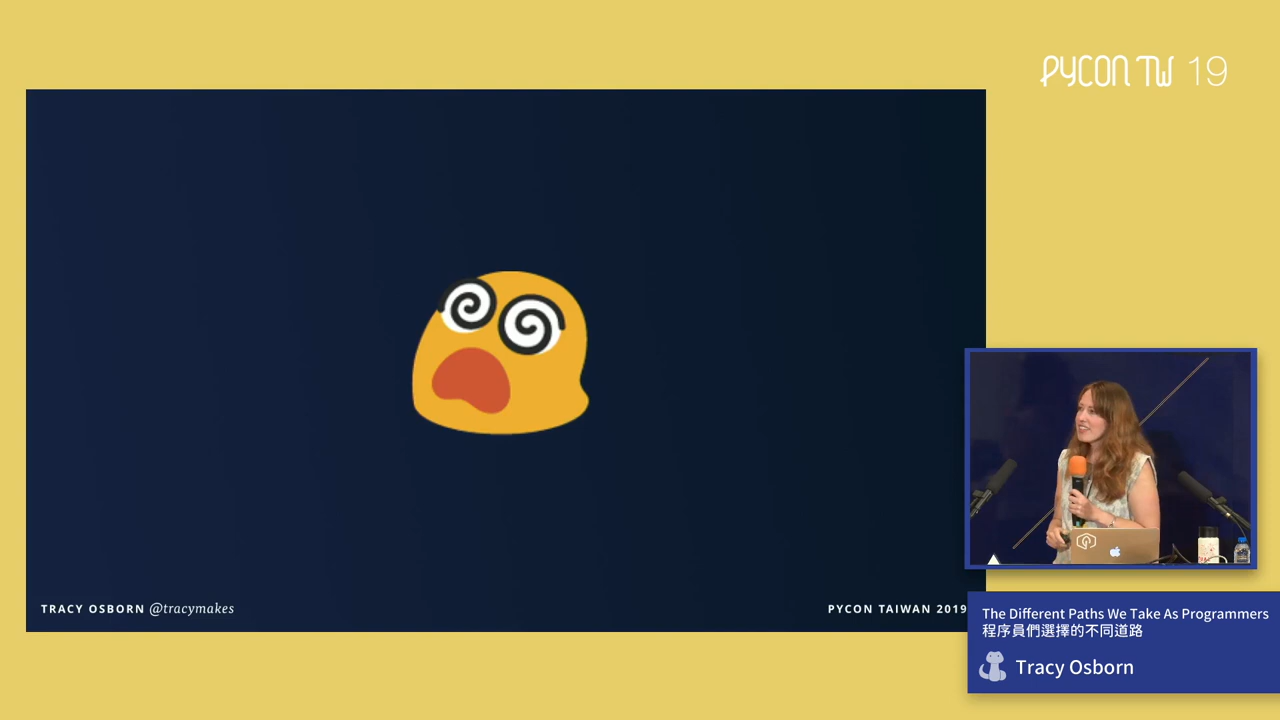 PYCON TW 19
TRACY OSBORN @tracymakes
PYCON TAIWAN 2019
The Different Paths We Take As Programmers
程序員們選擇的不同道路
Tracy Osborn